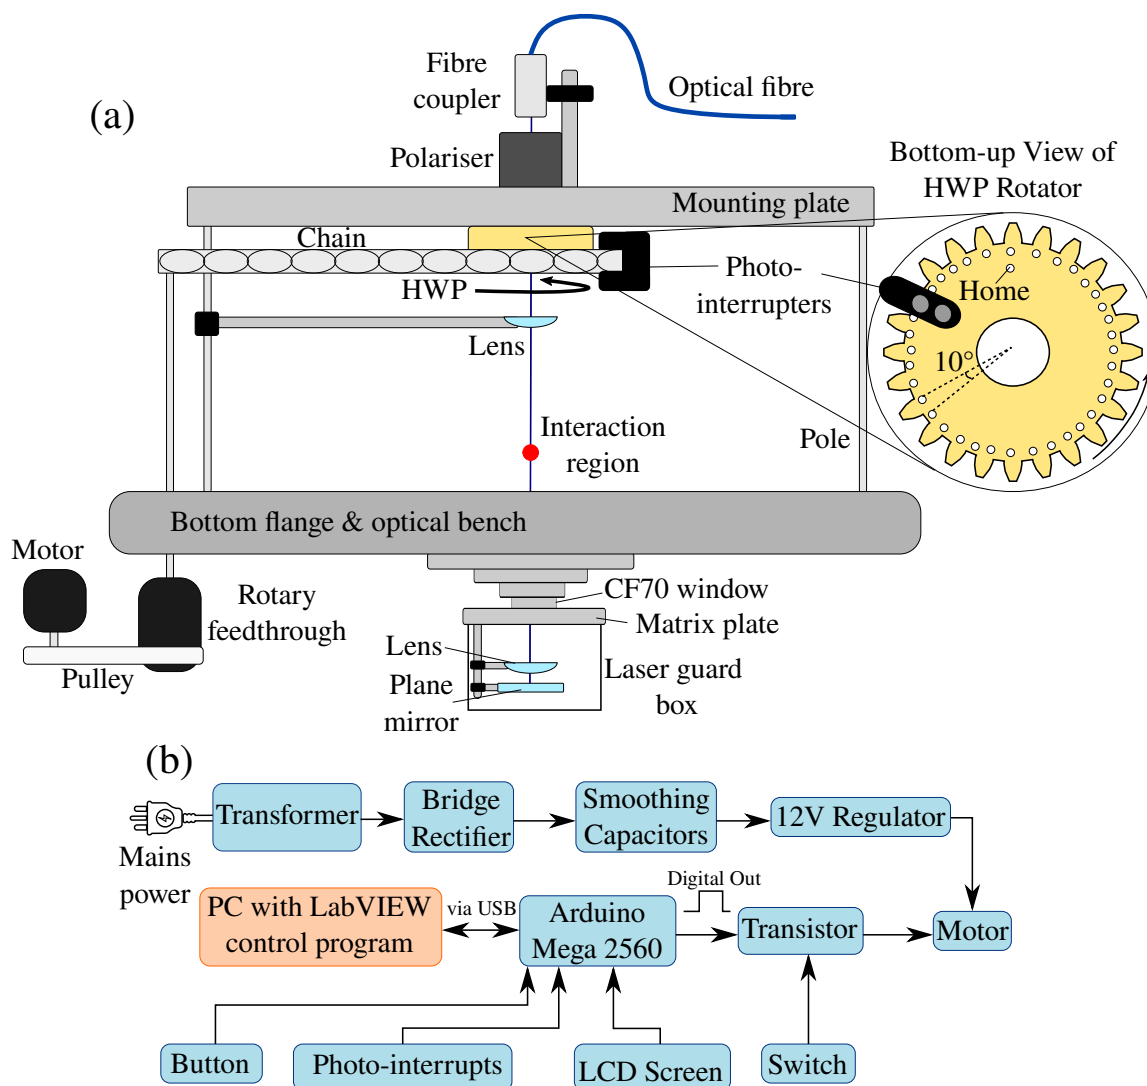 (a)
Fibre
coupler
Optical fibre
Polariser
Bottom-up View of
HWP Rotator
Mounting plate
Chain
HWP
Photo-
interrupters
Home
Lens
10°
Interaction
region
Pole
Bottom flange & optical bench
Motor
Rotary
feedthrough
Pulley
CF70 window
Matrix plate
Lens
Plane
mirror
Laser guard
box
(b)
Transformer
Bridge
Rectifier
Smoothing
Capacitors
12V Regulator
Mains
power
PC with LabVIEW
control program
via USB
Arduino
Mega 2560
Digital Out
Transistor
Motor
Button
Photo-interrupts
LCD Screen
Switch